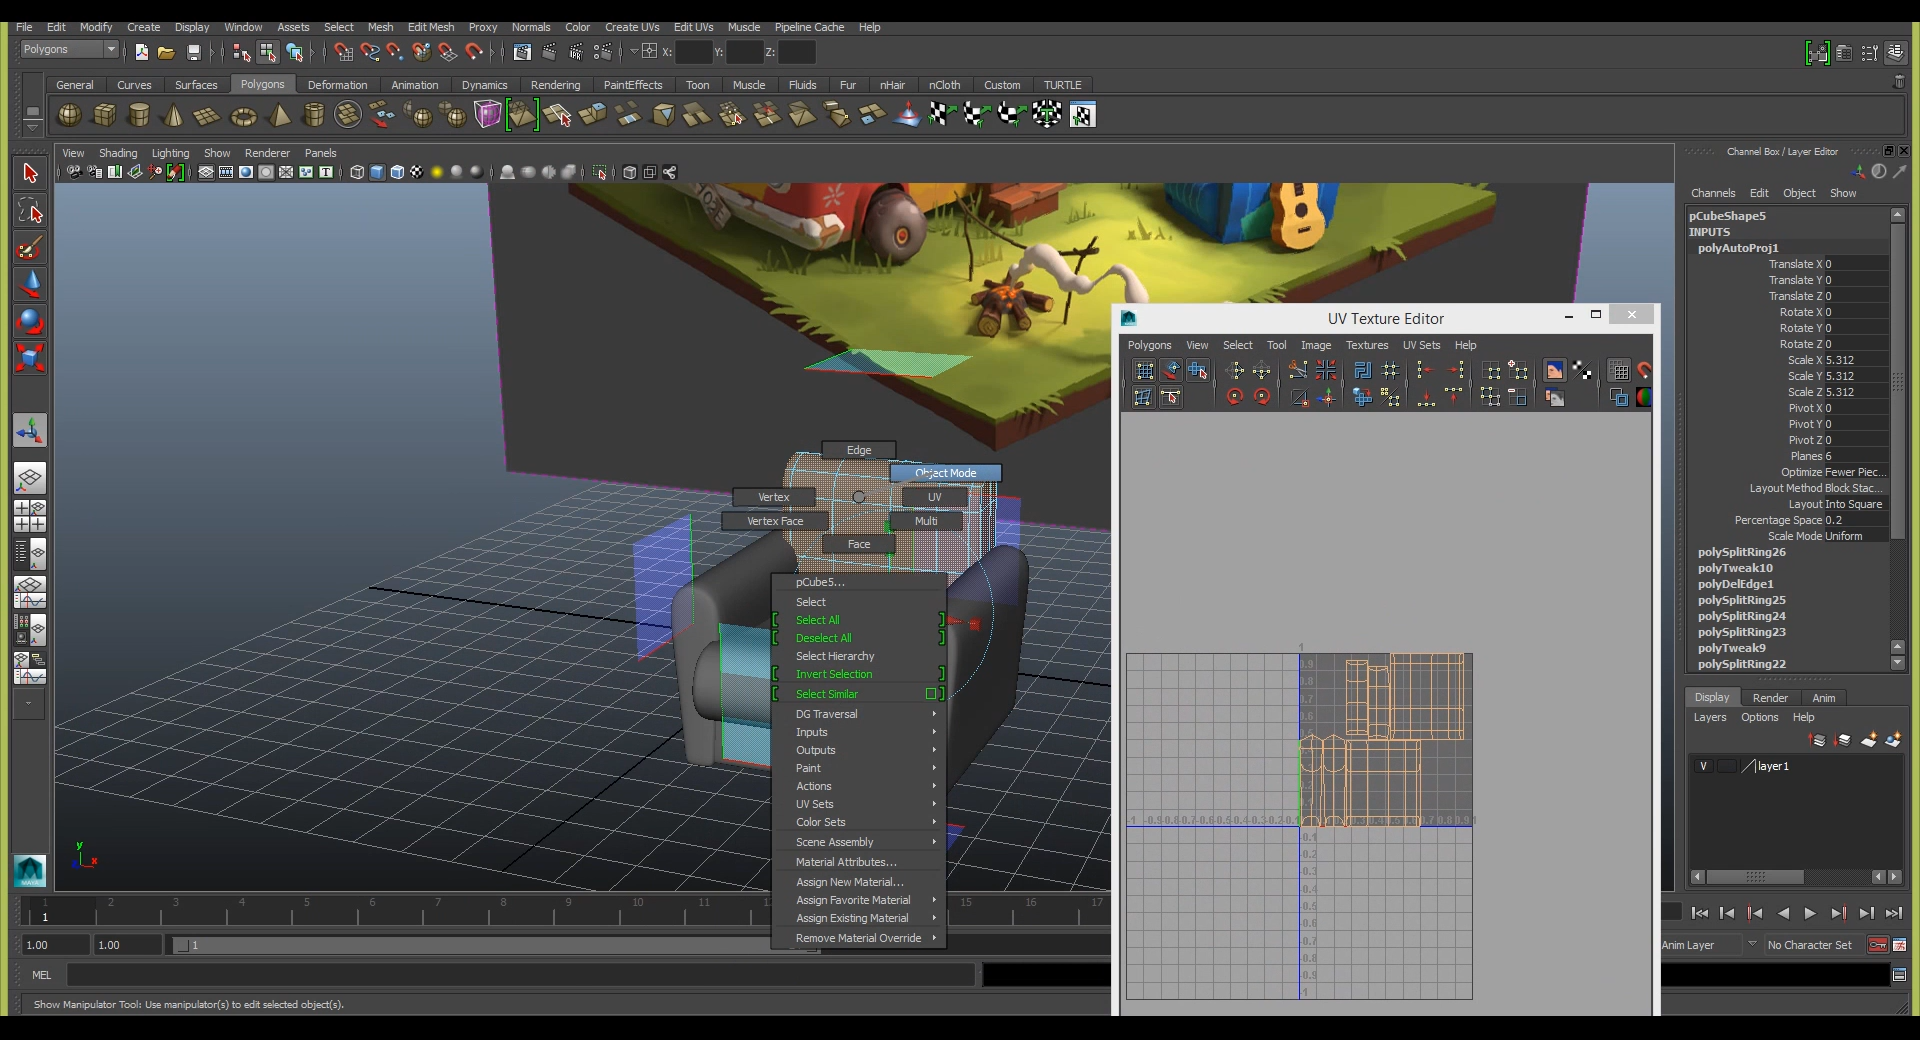 File Edit Modify Create Display Window Assets Select Mesh Edit Mesh Proxy Normals Color Create UVs Edit UVs Muscle Pipeline Cache Help
Polygons X: Y: Z:
General Curves Surfaces Polygons Deformation Animation Dynamics Rendering PaintEffects Toon Muscle Fluids Fur nHair nCloth Custom TURTLE
View Shading Lighting Show Renderer Panels
Channel Box / Layer Editor
Channels Edit Object Show
pCubeShape5
INPUTS
polyAutoProj1
Translate X 0
Translate Y 0
Translate Z 0
Rotate X 0
Rotate Y 0
Rotate Z 0
Scale X 5.312
Scale Y 5.312
Scale Z 5.312
Pivot X 0
Pivot Y 0
Pivot Z 0
Planes 6
Optimize Fewer Piec...
Layout Method Block Stac...
Layout Into Square
Percentage Space 0.2
Scale Mode Uniform
polySplitRing26
polyTweak10
polyDelEdge1
polySplitRing25
polySplitRing24
polySplitRing23
polyTweak9
polySplitRing22
Display Render Anim
Layers Options Help
V layer1
UV Texture Editor
Polygons View Select Tool Image Textures UV Sets Help
Edge
Object Mode
Vertex UV
Vertex Face Multi
Face
pCube5...
Select
Select All
Deselect All
Select Hierarchy
Invert Selection
Select Similar
DG Traversal
Inputs
Outputs
Paint
Actions
UV Sets
Color Sets
Scene Assembly
Material Attributes...
Assign New Material...
Assign Favorite Material
Assign Existing Material
Remove Material Override
y
x
1 2 3 4 5 6 7 8 9 10 11 12 15 16 17
1
1.00 1.00 1
Anim Layer No Character Set
MEL
Show Manipulator Tool: Use manipulator(s) to edit selected object(s).